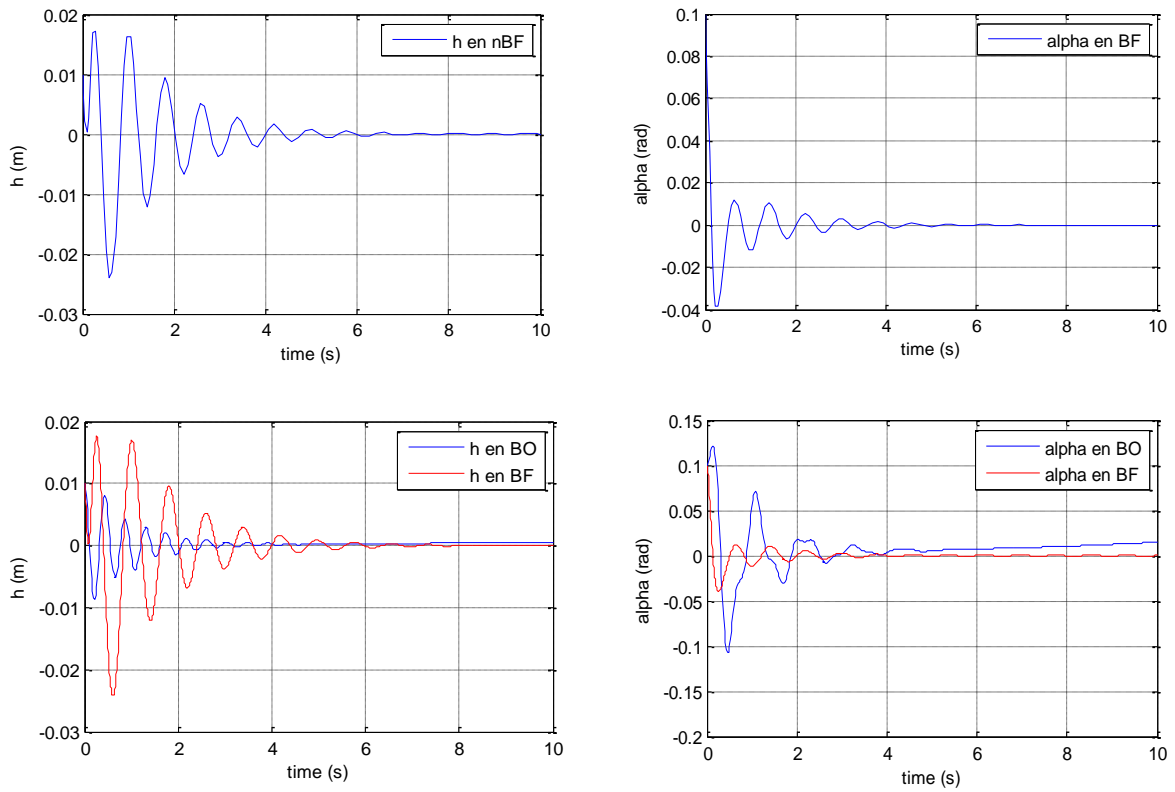 0.02
0.01
0
-0.01
-0.02
-0.03
h (m)
h en nBF
0 2 4 6 8 10
time (s)
0.1
0.08
0.06
0.04
0.02
0
-0.02
-0.04
alpha (rad)
alpha en BF
0 2 4 6 8 10
time (s)
0.02
0.01
0
-0.01
-0.02
-0.03
h (m)
h en BO
h en BF
0 2 4 6 8 10
time (s)
0.15
0.1
0.05
0
-0.05
-0.1
-0.15
-0.2
alpha (rad)
alpha en BO
alpha en BF
0 2 4 6 8 10
time (s)